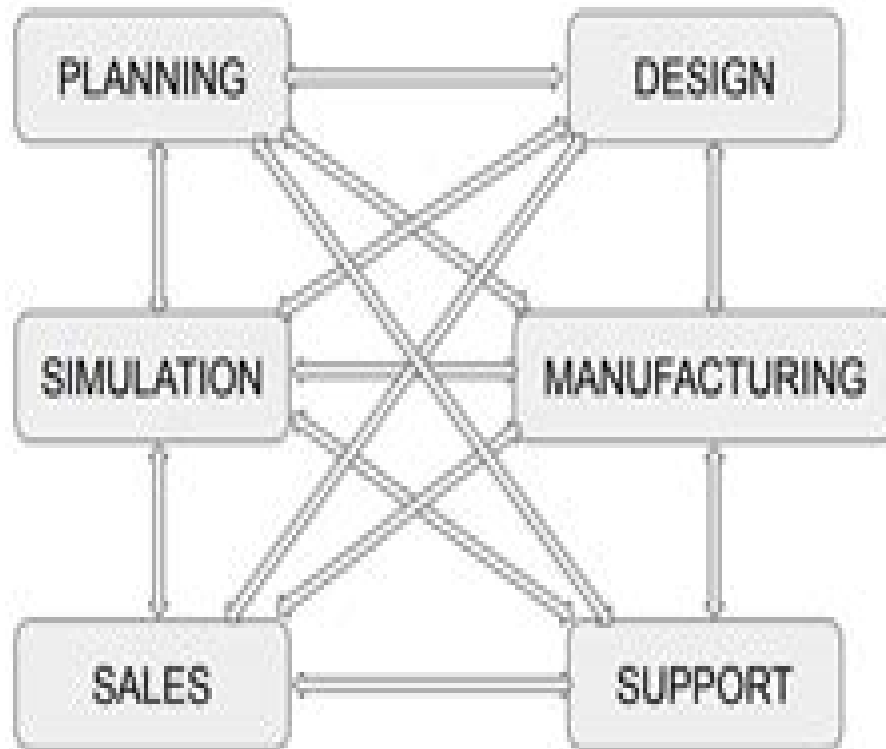 PLANNING
DESIGN
SIMULATION
MANUFACTURING
SALES
SUPPORT